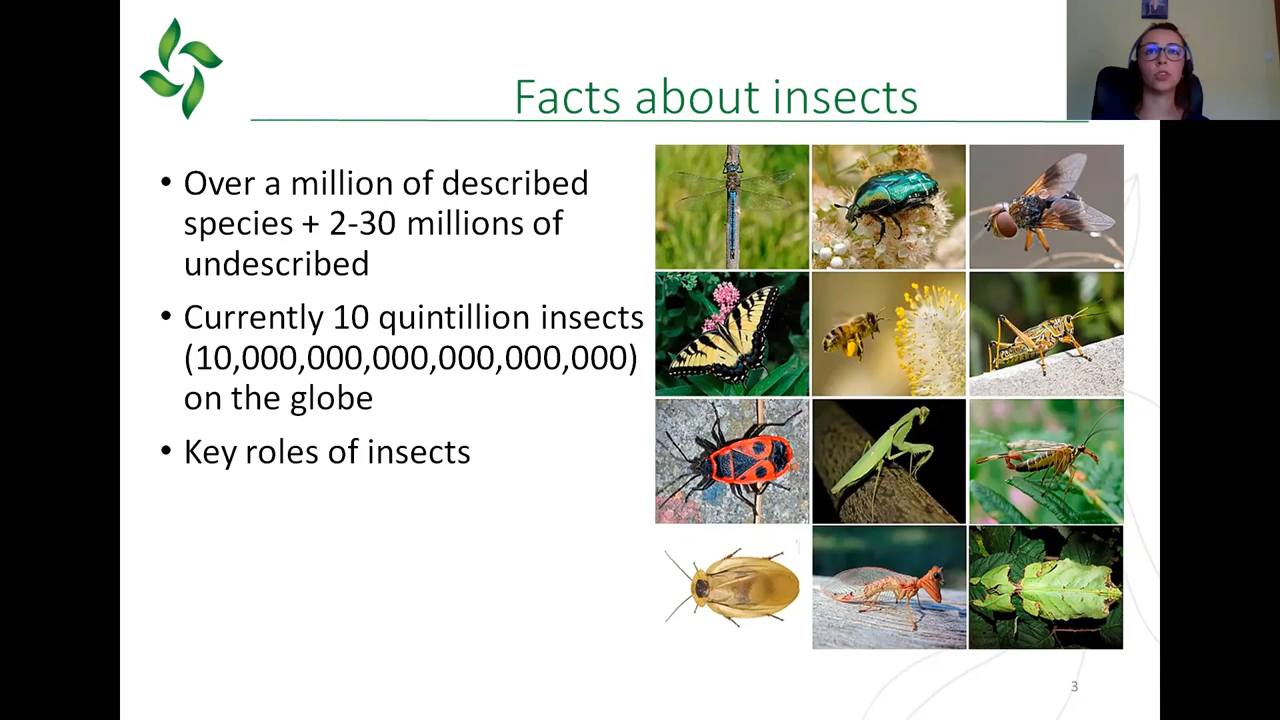 Facts about insects
• Over a million of described
species + 2-30 millions of
undescribed
• Currently 10 quintillion insects
(10,000,000,000,000,000,000)
on the globe
• Key roles of insects
3